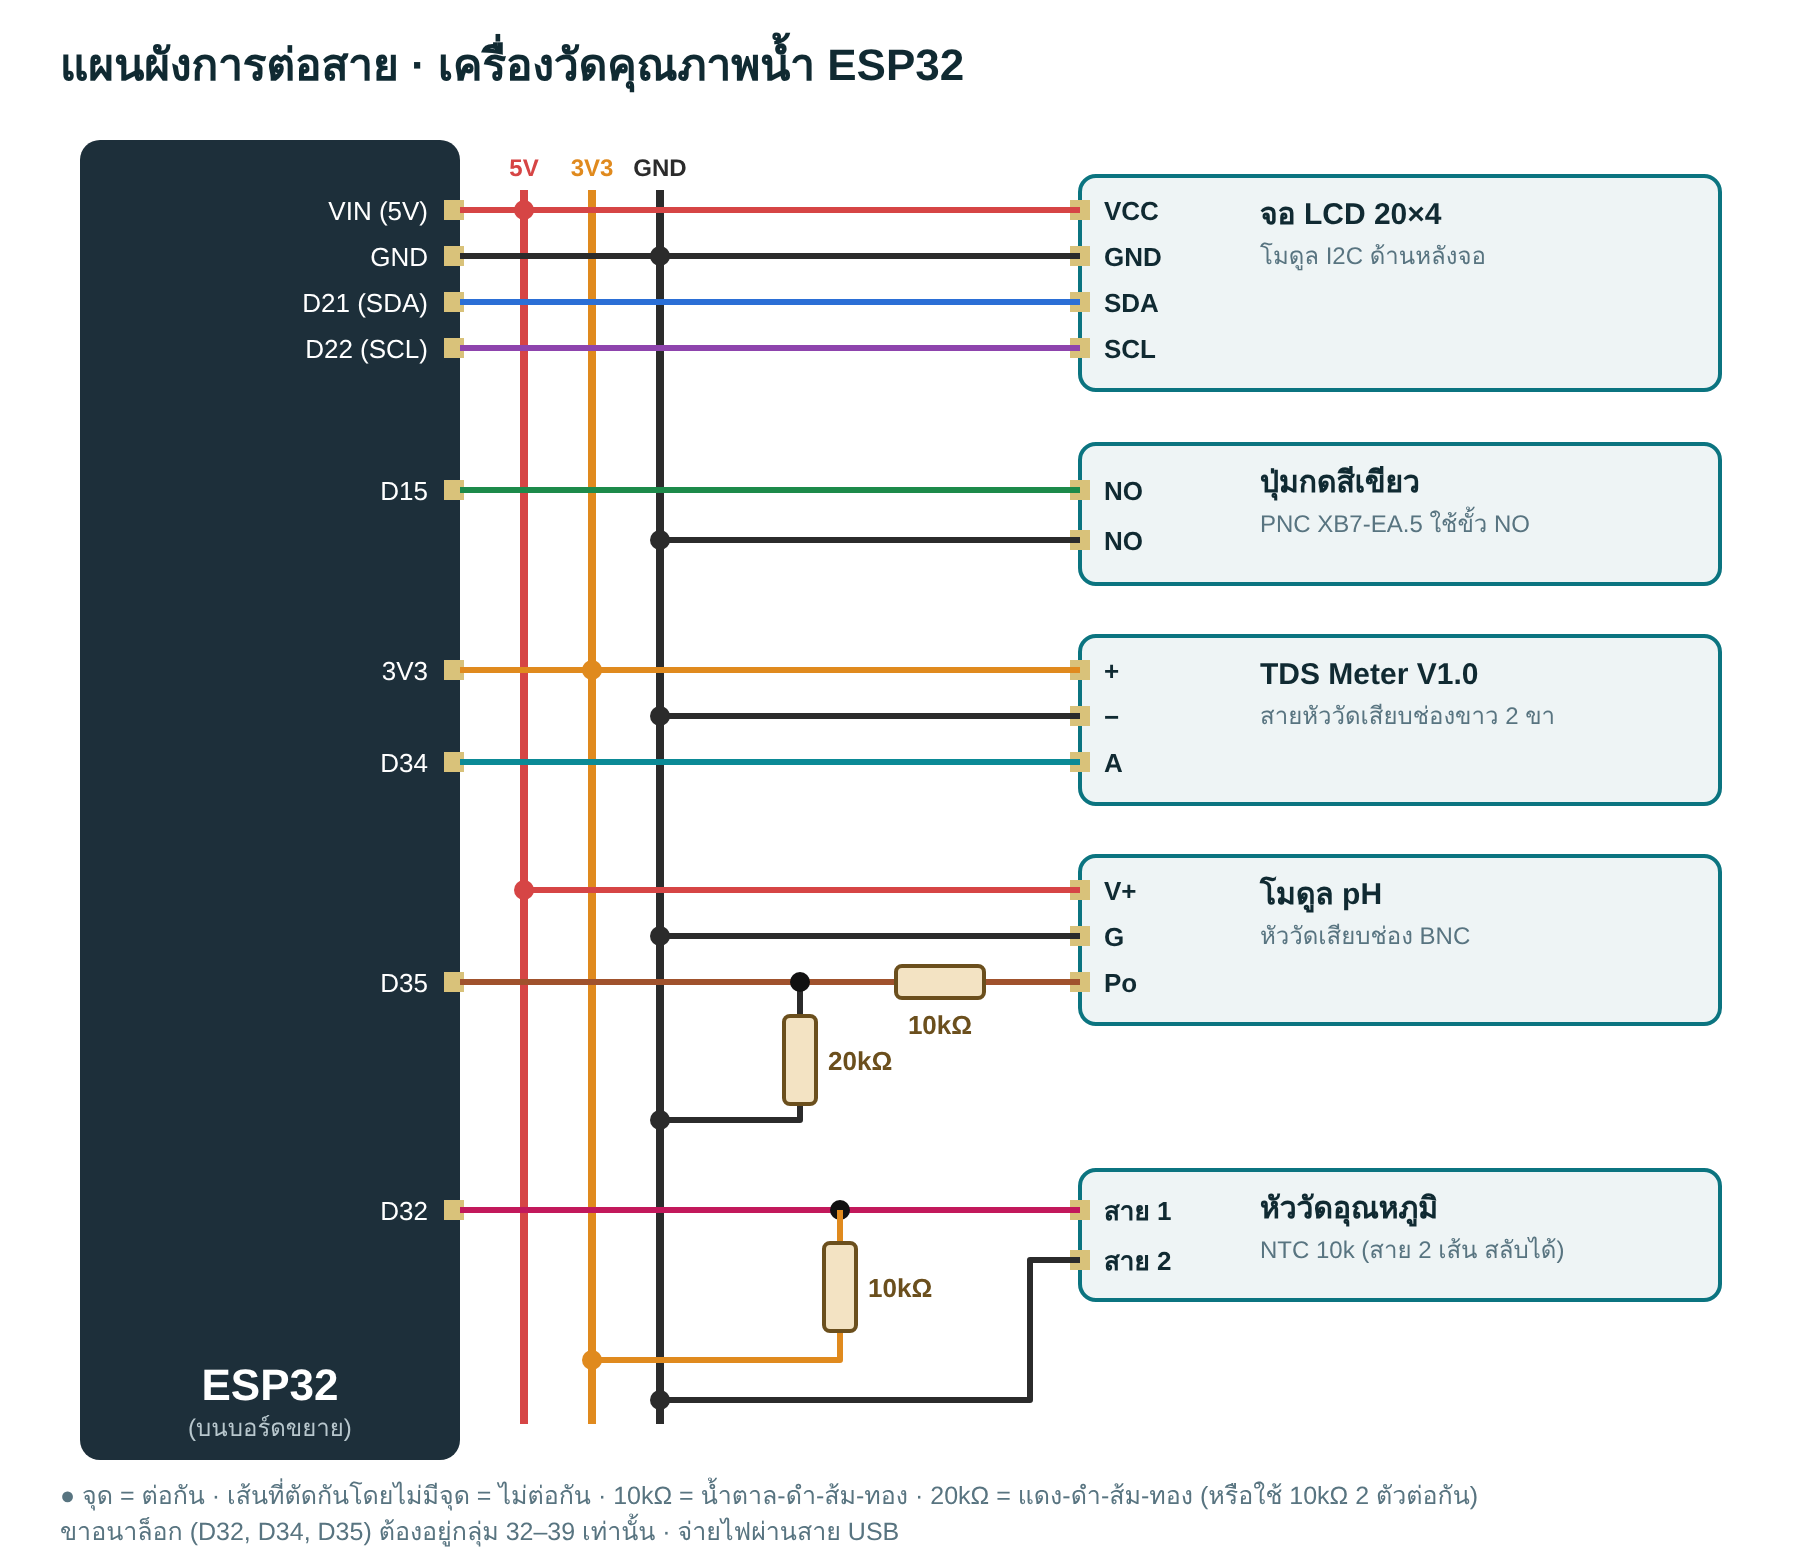 แผนผังการต่อสาย · เครื่องวัดคุณภาพน้ำ ESP32
5V 3V3 GND
VIN (5V)
GND
D21 (SDA)
D22 (SCL)
VCC
GND
SDA
SCL
จอ LCD 20×4
โมดูล I2C ด้านหลังจอ
D15
NO
NO
ปุ่มกดสีเขียว
PNC XB7-EA.5 ใช้ขั้ว NO
3V3
D34
+
−
A
TDS Meter V1.0
สายหัววัดเสียบช่องขาว 2 ขา
V+
G
Po
โมดูล pH
หัววัดเสียบช่อง BNC
D35
10kΩ
20kΩ
D32
สาย 1
สาย 2
หัววัดอุณหภูมิ
NTC 10k (สาย 2 เส้น สลับได้)
10kΩ
ESP32
(บนบอร์ดขยาย)
● จุด = ต่อกัน · เส้นที่ตัดกันโดยไม่มีจุด = ไม่ต่อกัน · 10kΩ = น้ำตาล-ดำ-ส้ม-ทอง · 20kΩ = แดง-ดำ-ส้ม-ทอง (หรือใช้ 10kΩ 2 ตัวต่อกัน)
ขาอนาล็อก (D32, D34, D35) ต้องอยู่กลุ่ม 32–39 เท่านั้น · จ่ายไฟผ่านสาย USB